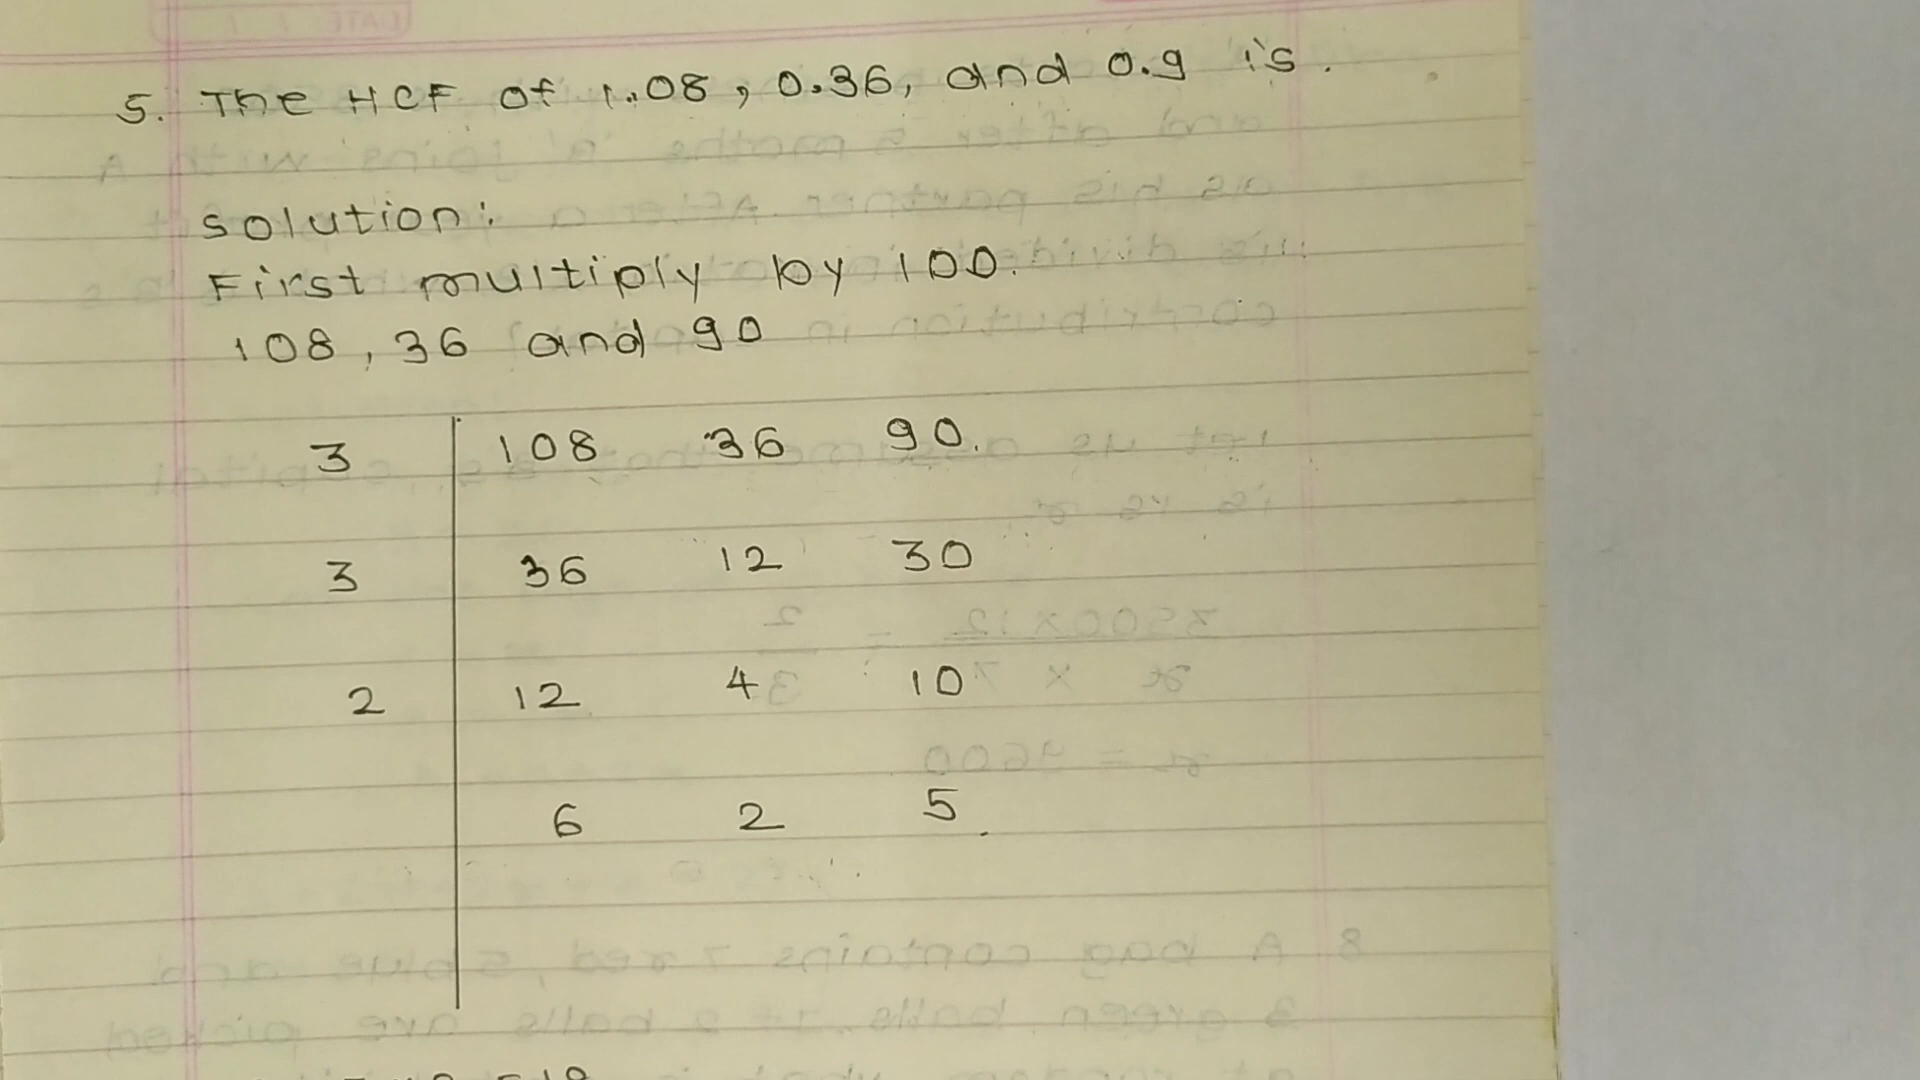 5. The HCF of 1.08, 0.36, and 0.9 is.
solution:
First multiply by 100.
108, 36 and 90
3 108 36 90.
3 36 12 30
2 12 4 10
6 2 5